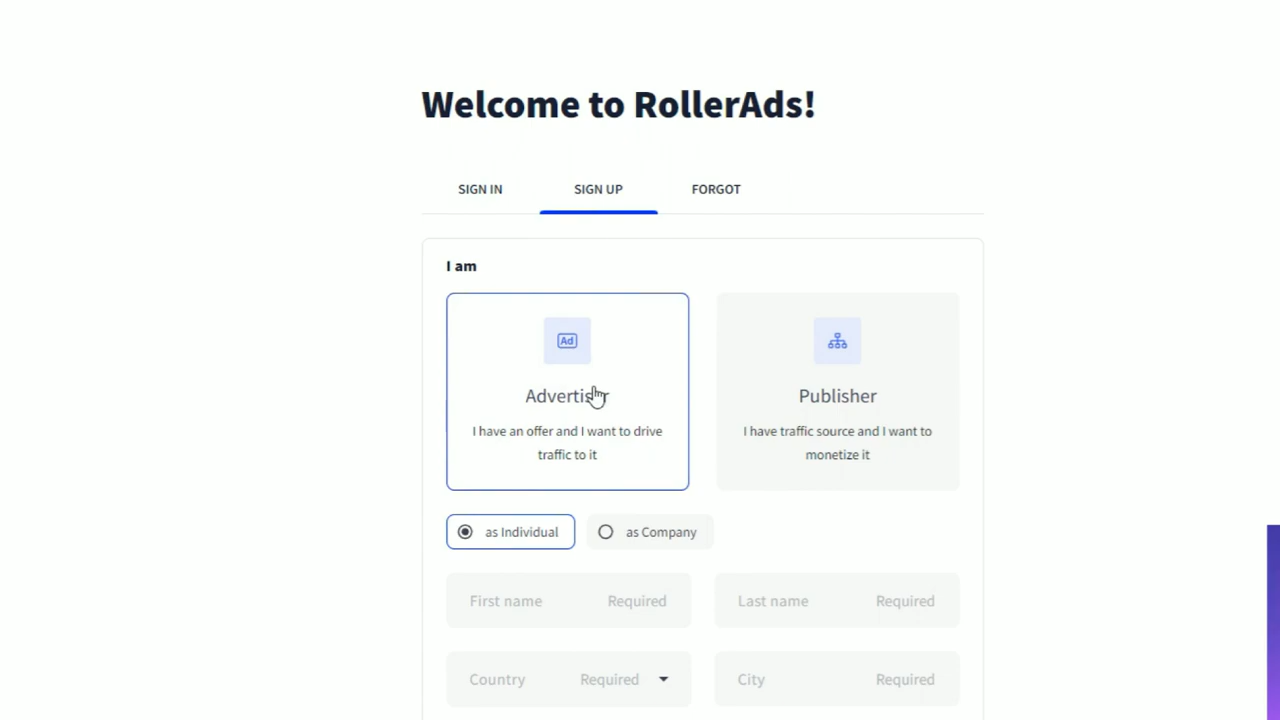 Welcome to RollerAds!
SIGN IN SIGN UP FORGOT
I am
Ad
Advertiser Publisher
I have an offer and I want to drive traffic to it
I have traffic source and I want to monetize it
as Individual as Company
First name Required Last name Required
Country Required City Required